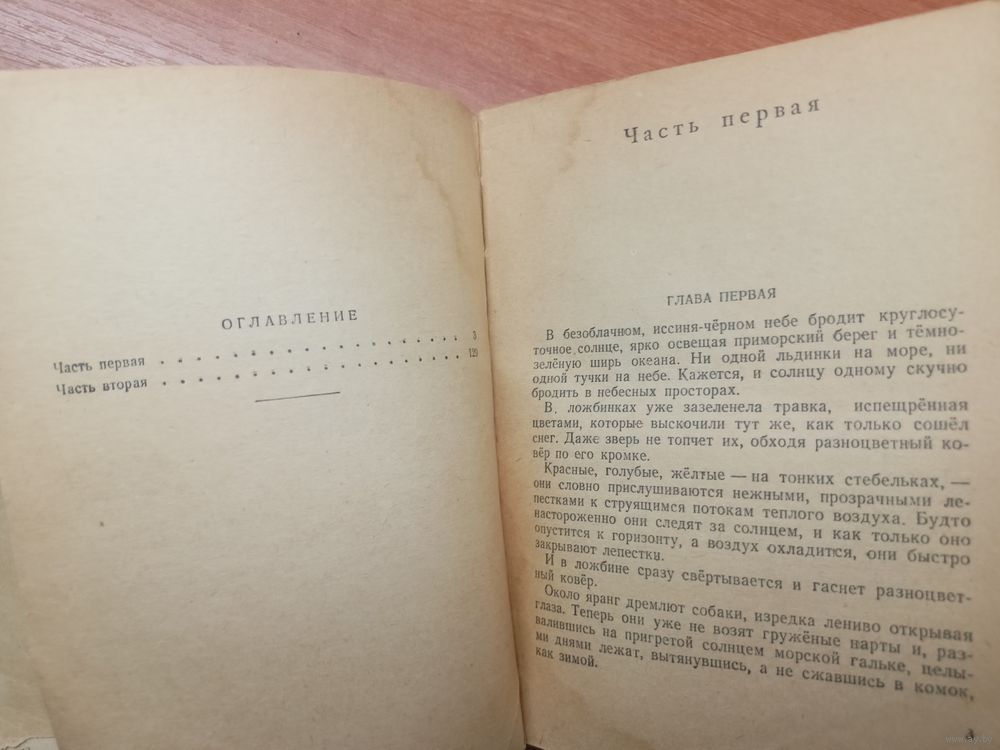 ОГЛАВЛЕНИЕ
Часть первая . . . . . . . . . . . . . . . . 3
Часть вторая . . . . . . . . . . . . . . . . 129
Часть первая
ГЛАВА ПЕРВАЯ
В безоблачном, иссиня-чёрном небе бродит круглосу-
точное солнце, ярко освещая приморский берег и тёмно-
зелёную ширь океана. Ни одной льдинки на море, ни
одной тучки на небе. Кажется, и солнцу одному скучно
бродить в небесных просторах.
В ложбинках уже зазеленела травка, испещрённая
цветами, которые выскочили тут же, как только сошёл
снег. Даже зверь не топчет их, обходя разноцветный ко-
вёр по его кромке.
Красные, голубые, жёлтые — на тонких стебельках, —
они словно прислушиваются нежными, прозрачными ле-
пестками к струящимся потокам теплого воздуха. Будто
настороженно они следят за солнцем, и как только оно
опустится к горизонту, а воздух охладится, они быстро
закрывают лепестки.
И в ложбине сразу свёртывается и гаснет разноцвет-
ный ковёр.
Около яранг дремлют собаки, изредка лениво открывая
глаза. Теперь они уже не возят гружёные нарты и, раз-
валившись на пригретой солнцем морской гальке, целы-
ми днями лежат, вытянувшись, а не сжавшись в комок,
как зимой.
3
www.ay.by